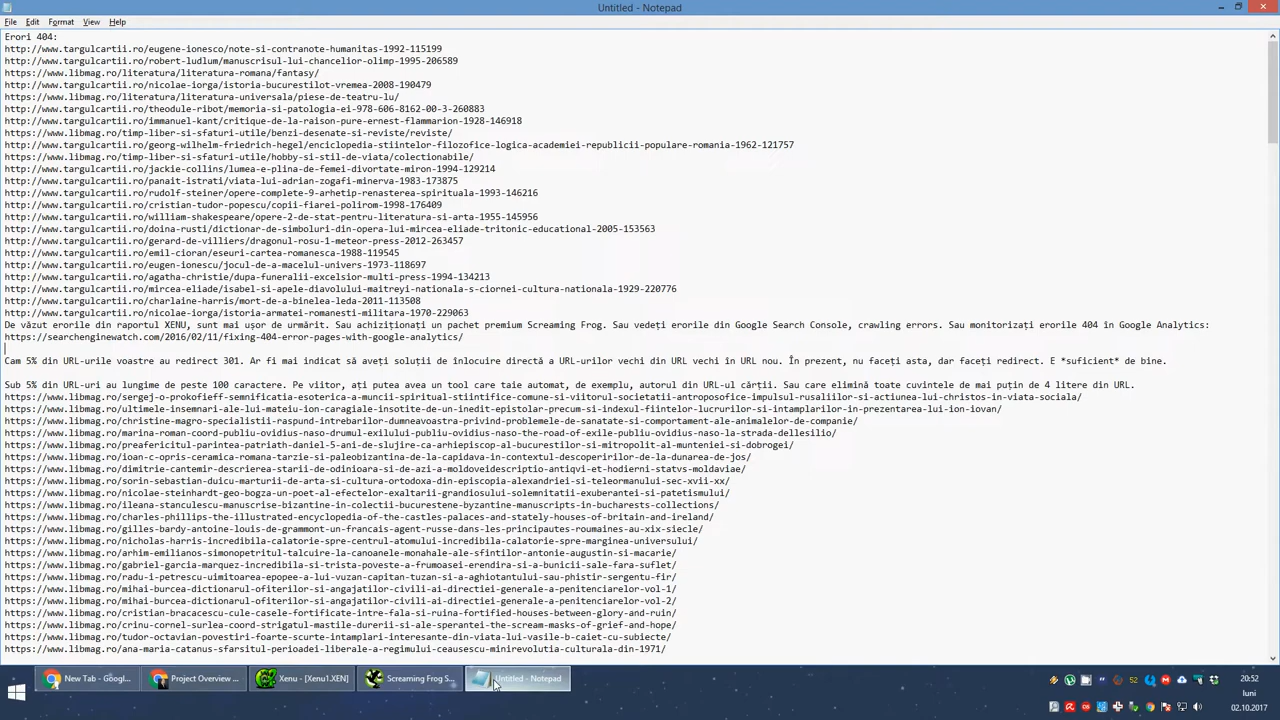 Untitled - Notepad
File Edit Format View Help
Erori 404:
http://www.targulcartii.ro/eugene-ionesco/note-si-contranote-humanitas-1992-115199
http://www.targulcartii.ro/robert-ludlum/manuscrisul-lui-chancelior-olimp-1995-206589
https://www.libmag.ro/literatura/literatura-romana/fantasy/
http://www.targulcartii.ro/nicolae-iorga/istoria-bucurestilot-vremea-2008-190479
https://www.libmag.ro/literatura/literatura-universala/piese-de-teatru-lu/
http://www.targulcartii.ro/theodule-ribot/memoria-si-patologia-ei-978-606-8162-00-3-260883
http://www.targulcartii.ro/immanuel-kant/critique-de-la-raison-pure-ernest-flammarion-1928-146918
https://www.libmag.ro/timp-liber-si-sfaturi-utile/benzi-desenate-si-reviste/reviste/
http://www.targulcartii.ro/georg-wilhelm-friedrich-hegel/enciclopedia-stiintelor-filozofice-logica-academiei-republicii-populare-romania-1962-121757
https://www.libmag.ro/timp-liber-si-sfaturi-utile/hobby-si-stil-de-viata/colectionabile/
http://www.targulcartii.ro/jackie-collins/lumea-e-plina-de-femei-divortate-miron-1994-129214
http://www.targulcartii.ro/panait-istrati/viata-lui-adrian-zogafi-minerva-1983-173875
http://www.targulcartii.ro/rudolf-steiner/opere-complete-9-arhetip-renasterea-spirituala-1993-146216
http://www.targulcartii.ro/cristian-tudor-popescu/copii-fiarei-polirom-1998-176409
http://www.targulcartii.ro/william-shakespeare/opere-2-de-stat-pentru-literatura-si-arta-1955-145956
http://www.targulcartii.ro/doina-rusti/dictionar-de-simboluri-din-opera-lui-mircea-eliade-tritonic-educational-2005-153563
http://www.targulcartii.ro/gerard-de-villiers/dragonul-rosu-1-meteor-press-2012-263457
http://www.targulcartii.ro/emil-cioran/eseuri-cartea-romanesca-1988-119545
http://www.targulcartii.ro/eugen-ionescu/jocul-de-a-macelul-univers-1973-118697
http://www.targulcartii.ro/agatha-christie/dupa-funeralii-excelsior-multi-press-1994-134213
http://www.targulcartii.ro/mircea-eliade/isabel-si-apele-diavolului-maitreyi-nationala-s-ciornei-cultura-nationala-1929-220776
http://www.targulcartii.ro/charlaine-harris/mort-de-a-binelea-leda-2011-113508
http://www.targulcartii.ro/nicolae-iorga/istoria-armatei-romanesti-militara-1970-229063
De văzut erorile din raportul XENU, sunt mai ușor de urmărit. Sau achiziționați un pachet premium Screaming Frog. Sau vedeți erorile din Google Search Console, crawling errors. Sau monitorizați erorile 404 în Google Analytics:
https://searchenginewatch.com/2016/02/11/fixing-404-error-pages-with-google-analytics/
Cam 5% din URL-urile voastre au redirect 301. Ar fi mai indicat să aveți soluții de înlocuire directă a URL-urilor vechi din URL vechi în URL nou. În prezent, nu faceți asta, dar faceți redirect. E *suficient* de bine.
Sub 5% din URL-uri au lungime de peste 100 caractere. Pe viitor, ați putea avea un tool care taie automat, de exemplu, autorul din URL-ul cărții. Sau care elimină toate cuvintele de mai puțin de 4 litere din URL.
https://www.libmag.ro/sergej-o-prokofieff-semnificatia-esoterica-a-muncii-spiritual-stiintifice-comune-si-viitorul-societatii-antroposofice-impulsul-rusaliilor-si-actiunea-lui-christos-in-viata-sociala/
https://www.libmag.ro/ultimele-insemnari-ale-lui-mateiu-ion-caragiale-insotite-de-un-inedit-epistolar-precum-si-indexul-fiintelor-lucrurilor-si-intamplarilor-in-prezentarea-lui-ion-iovan/
https://www.libmag.ro/christine-magro-specialistii-raspund-intrebarilor-dumneavoastra-privind-problemele-de-sanatate-si-comportament-ale-animalelor-de-companie/
https://www.libmag.ro/marina-roman-coord-publiu-ovidius-naso-drumul-exilului-publiu-ovidius-naso-the-road-of-exile-publiu-ovidius-naso-la-strada-dellesilio/
https://www.libmag.ro/preafericitul-parintea-patriath-daniel-5-ani-de-slujire-ca-arhiepiscop-al-bucurestilor-si-mitropolit-al-munteniei-si-dobrogei/
https://www.libmag.ro/ioan-c-opris-ceramica-romana-tarzie-si-paleobizantina-de-la-capidava-in-contextul-descoperirilor-de-la-dunarea-de-jos/
https://www.libmag.ro/dimitrie-cantemir-descrierea-starii-de-odinioara-si-de-azi-a-moldoveidescriptio-antiqvi-et-hodierni-statvs-moldaviae/
https://www.libmag.ro/sorin-sebastian-duicu-marturii-de-arta-si-cultura-ortodoxa-din-episcopia-alexandriei-si-teleormanului-sec-xvii-xx/
https://www.libmag.ro/nicolae-steinhardt-geo-bogza-un-poet-al-efectelor-exaltarii-grandiosului-solemnitatii-exuberantei-si-patetismului/
https://www.libmag.ro/ileana-stanculescu-manuscrise-bizantine-in-colectii-bucurestene-byzantine-manuscripts-in-bucharests-collections/
https://www.libmag.ro/charles-phillips-the-illustrated-encyclopedia-of-the-castles-palaces-and-stately-houses-of-britain-and-ireland/
https://www.libmag.ro/gilles-bardy-antoine-louis-de-grammont-un-francais-agent-russe-dans-les-principautes-roumaines-au-xix-siecle/
https://www.libmag.ro/nicholas-harris-incredibila-calatorie-spre-centrul-atomului-incredibila-calatorie-spre-marginea-universului/
https://www.libmag.ro/arhim-emilianos-simonopetritul-talcuire-la-canoanele-monahale-ale-sfintilor-antonie-augustin-si-macarie/
https://www.libmag.ro/gabriel-garcia-marquez-incredibila-si-trista-poveste-a-frumoasei-erendira-si-a-bunicii-sale-fara-suflet/
https://www.libmag.ro/radu-i-petrescu-uimitoarea-epopee-a-lui-vuzan-capitan-tuzan-si-a-aghiotantului-sau-phistir-sergentu-fir/
https://www.libmag.ro/mihai-burcea-dictionarul-ofiterilor-si-angajatilor-civili-ai-directiei-generale-a-penitenciarelor-vol-1/
https://www.libmag.ro/mihai-burcea-dictionarul-ofiterilor-si-angajatilor-civili-ai-directiei-generale-a-penitenciarelor-vol-2/
https://www.libmag.ro/cristian-bracacescu-cule-casele-fortificate-intre-fala-si-ruina-fortified-houses-between-glory-and-ruin/
https://www.libmag.ro/crinu-cornel-surlea-coord-strigatul-mastile-durerii-si-ale-sperantei-the-scream-masks-of-grief-and-hope/
https://www.libmag.ro/tudor-octavian-povestiri-foarte-scurte-intamplari-interesante-din-viata-lui-vasile-b-caiet-cu-subiecte/
https://www.libmag.ro/ana-maria-catanus-sfarsitul-perioadei-liberale-a-regimului-ceausescu-minirevolutia-culturala-din-1971/
New Tab - Googl... Project Overview ... Xenu - [Xenu1.XEN] Screaming Frog S... Untitled - Notepad
52
20:52
luni
02.10.2017